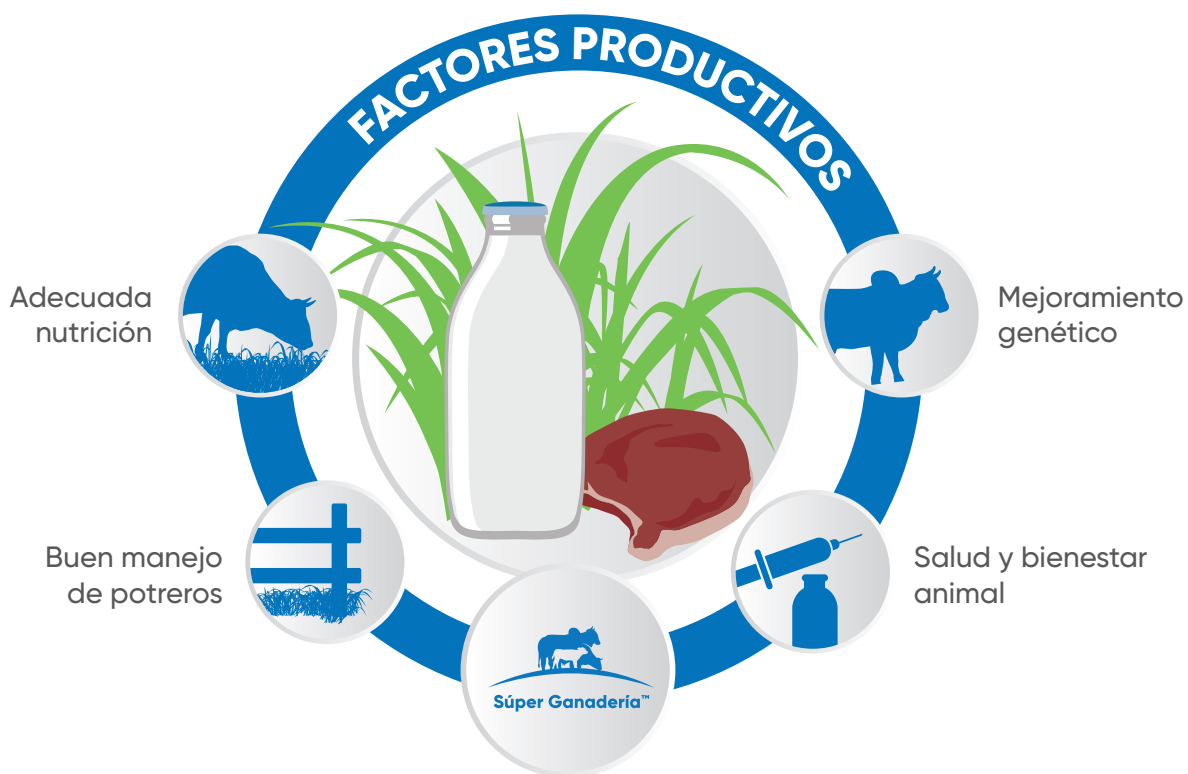 FACTORES PRODUCTIVOS
Adecuada
nutrición
Mejoramiento
genético
Buen manejo
de potreros
Salud y bienestar
animal
Súper Ganadería™